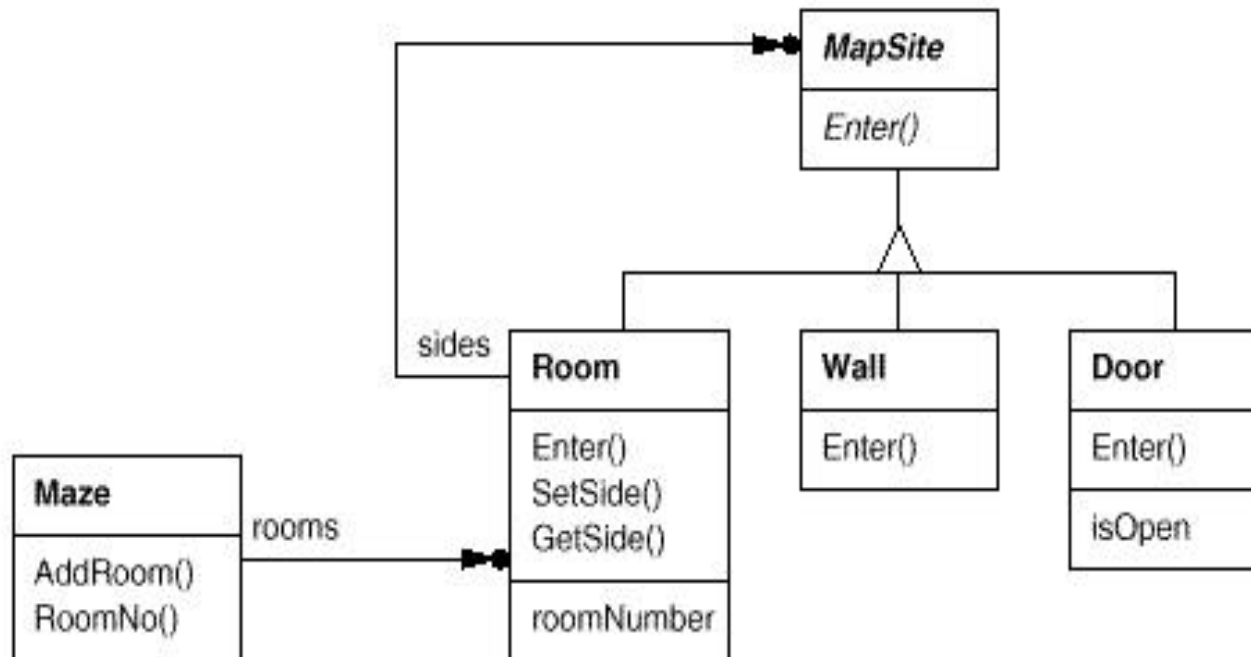 MapSite
Enter()
sides
Room
Enter()
SetSide()
GetSide()
roomNumber
Wall
Enter()
Door
Enter()
isOpen
Maze
AddRoom()
RoomNo()
rooms